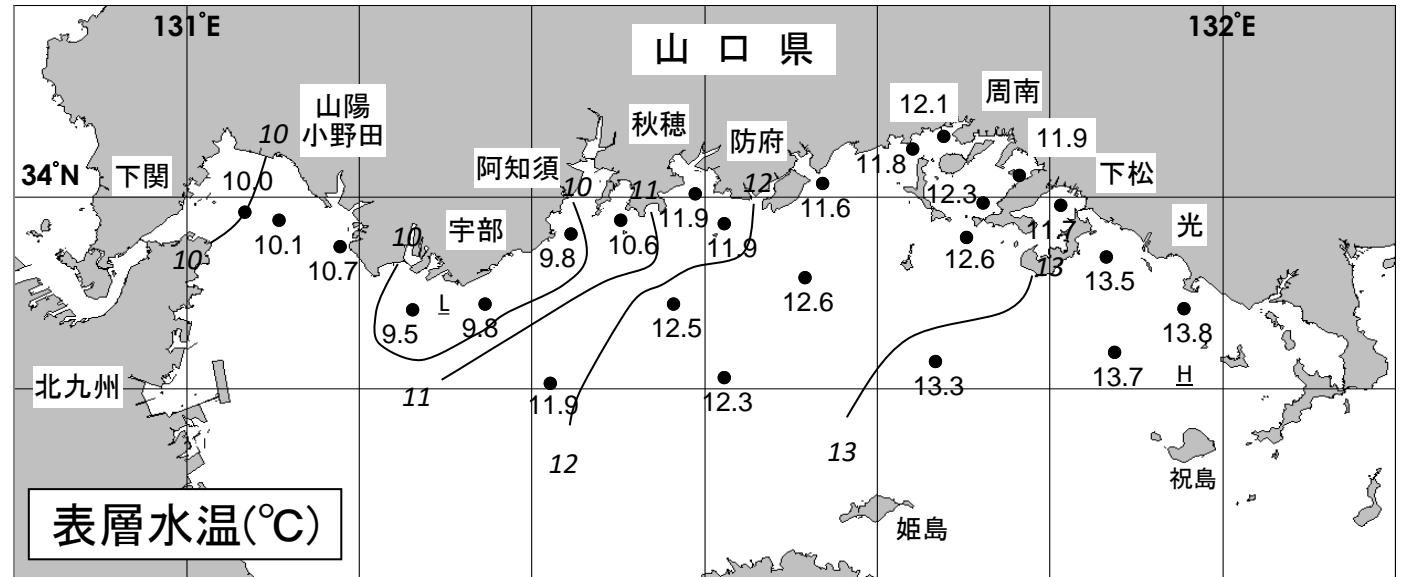 131°E
132°E
山 口 県
10
山陽
小野田
秋穂
防府
12.1
周南
11.9
34°N
下関
10.0
阿知須
10
11
12
11.8
下松
12.3
11.9
11.6
11.7
10
10.1
10
宇部
9.8
10.6
11.9
12.6
13
光
10.7
13.5
9.5
L
9.8
12.5
12.6
13.8
北九州
11
11.9
12.3
13.3
13.7
H
12
13
祝島
表層水温(℃)
姫島